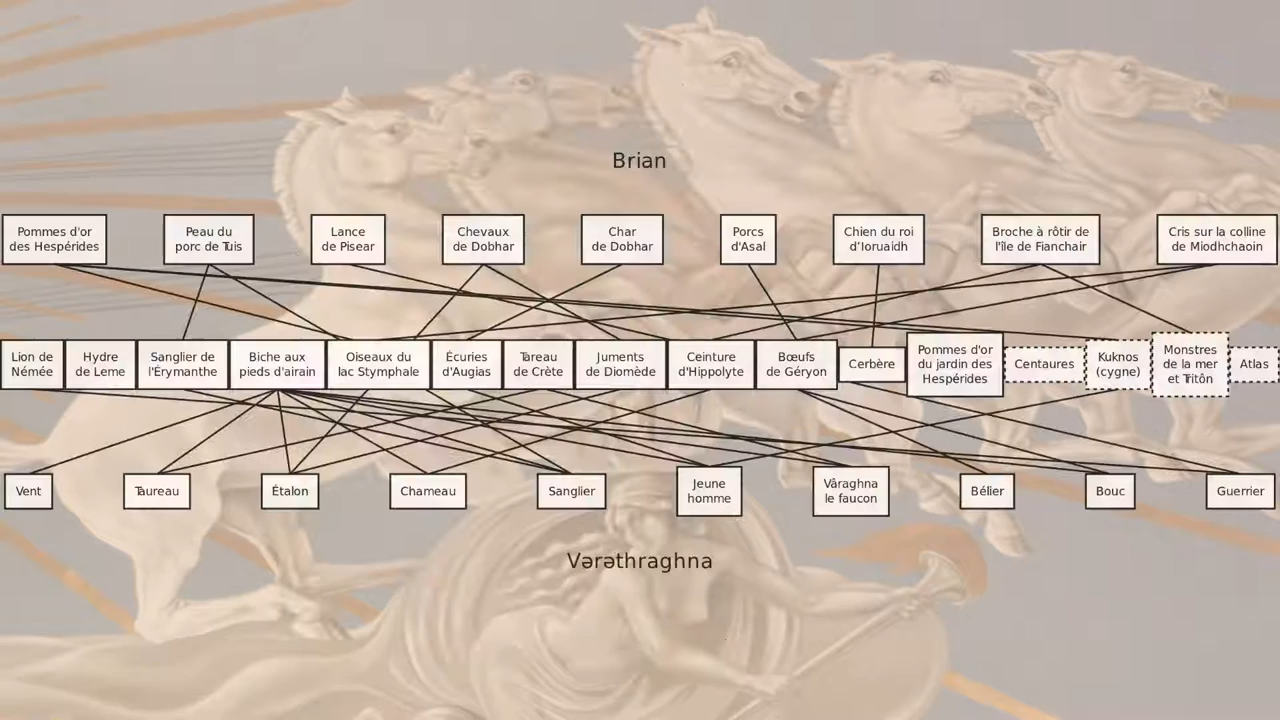 Brian
Pommes d'or
des Hespérides
Peau du
porc de Tuis
Lance
de Pisear
Chevaux
de Dobhar
Char
de Dobhar
Porcs
d'Asal
Chien du roi
d'Ioruaidh
Broche à rôtir de
l'île de Fianchair
Cris sur la colline
de Miodhchaoin
Lion de
Némée
Hydre
de Leme
Sanglier de
l'Érymanthe
Biche aux
pieds d'airain
Oiseaux du
lac Stymphale
Écuries
d'Augias
Tareau
de Crète
Juments
de Diomède
Ceinture
d'Hippolyte
Bœufs
de Géryon
Cerbère
Pommes d'or
du jardin des
Hespérides
Centaures
Kuknos
(cygne)
Monstres
de la mer
et Tritôn
Atlas
Vent
Taureau
Étalon
Chameau
Sanglier
Jeune
homme
Vâraghna
le faucon
Bélier
Bouc
Guerrier
Vərəthraghna